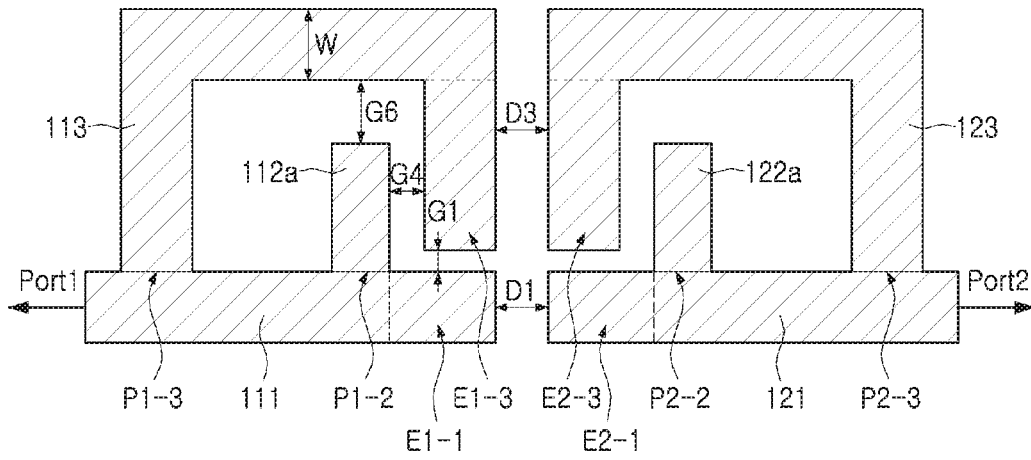 W
G6
D3
113
123
112a
G4
122a
G1
Port1
D1
Port2
P1-3
111
P1-2
E1-3
E2-3
P2-2
121
P2-3
E1-1
E2-1